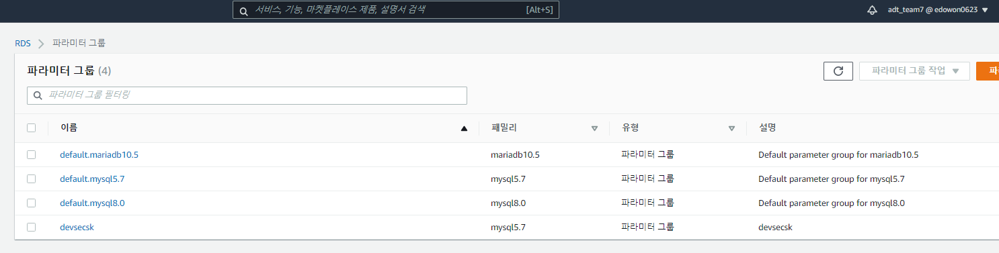 서비스, 기능, 마켓플레이스 제품, 설명서 검색 [Alt+S] adt_team7 @ edowon0623
RDS 파라미터 그룹
파라미터 그룹 (4) 파라미터 그룹 작업
파라미터 그룹 필터링
이름 패밀리 유형 설명
default.mariadb10.5 mariadb10.5 파라미터 그룹 Default parameter group for mariadb10.5
default.mysql5.7 mysql5.7 파라미터 그룹 Default parameter group for mysql5.7
default.mysql8.0 mysql8.0 파라미터 그룹 Default parameter group for mysql8.0
devsecsk mysql5.7 파라미터 그룹 devsecsk